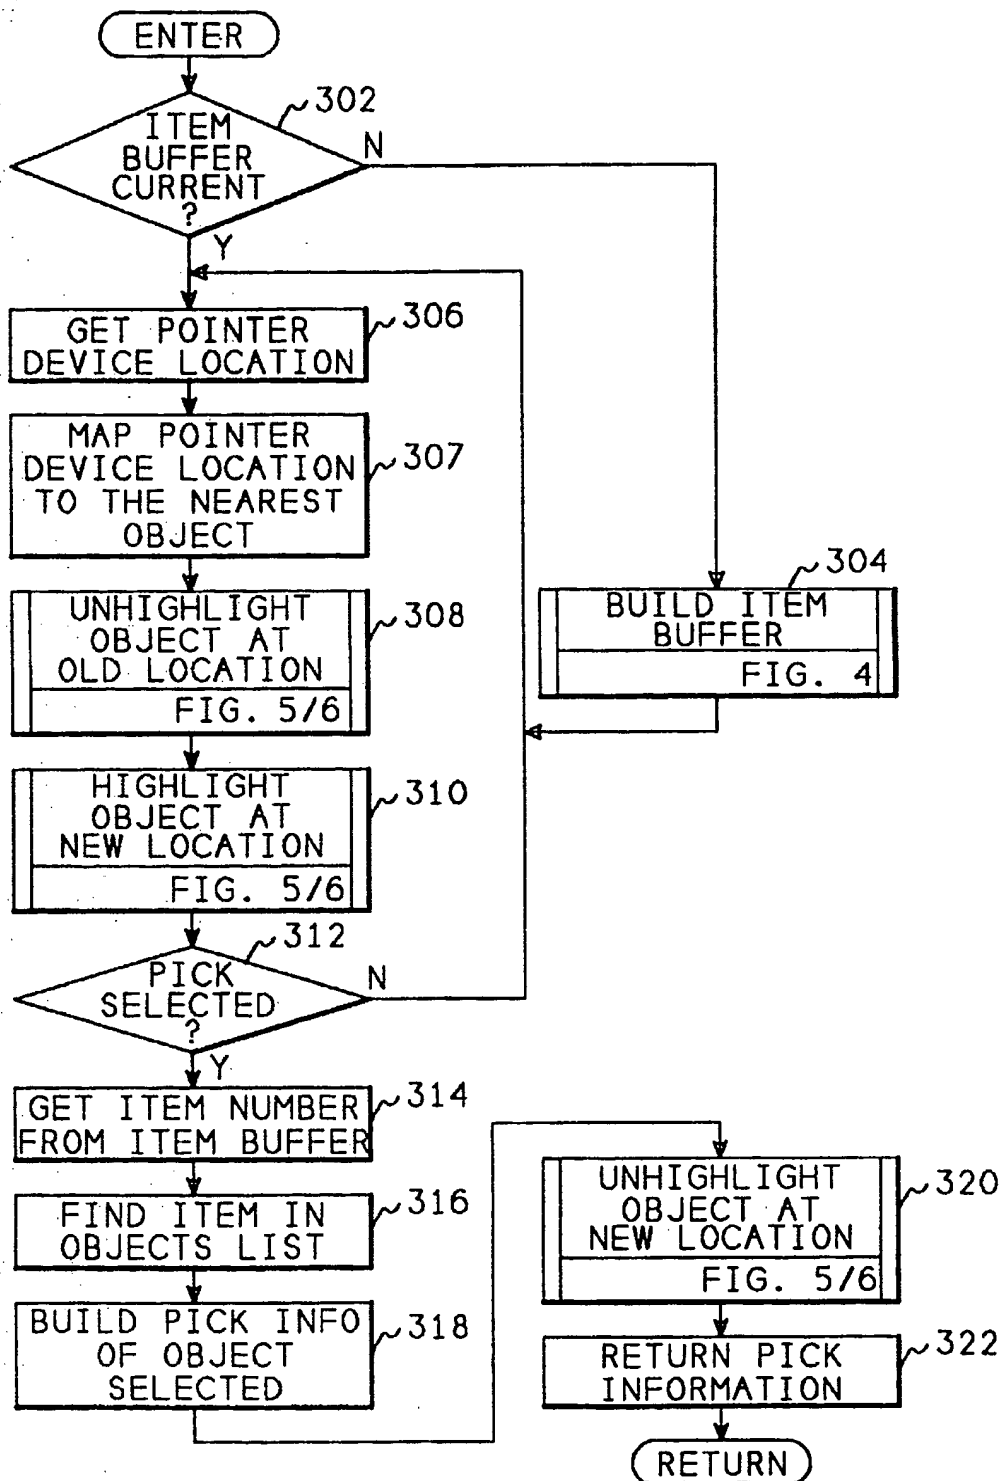 ENTER
302
ITEM
BUFFER
CURRENT
?
N
Y
306
GET POINTER
DEVICE LOCATION
MAP POINTER
DEVICE LOCATION
TO THE NEAREST
OBJECT
307
UNHIGHLIGHT
OBJECT AT
OLD LOCATION
FIG. 5/6
308
304
BUILD ITEM
BUFFER
FIG. 4
HIGHLIGHT
OBJECT AT
NEW LOCATION
FIG. 5/6
310
312
PICK
SELECTED
?
N
Y
GET ITEM NUMBER
FROM ITEM BUFFER
314
FIND ITEM IN
OBJECTS LIST
316
BUILD PICK INFO
OF OBJECT
SELECTED
318
UNHIGHLIGHT
OBJECT AT
NEW LOCATION
FIG. 5/6
320
RETURN PICK
INFORMATION
322
RETURN